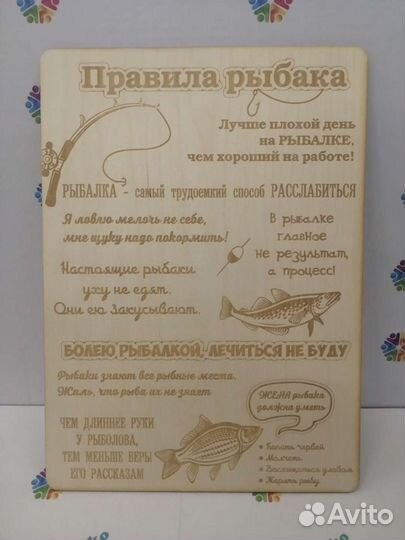 Правила рыбака
Лучше плохой день
на РЫБАЛКЕ,
чем хороший на работе!
РЫБАЛКА - самый трудоемкий способ РАССЛАБИТЬСЯ
Я ловлю мелочь не себе,
мне щуку надо покормить!
В рыбалке
главное
не результат,
а процесс!
Настоящие рыбаки
уху не едят.
Они ею закусывают.
БОЛЕЮ РЫБАЛКОЙ, ЛЕЧИТЬСЯ НЕ БУДУ
Рыбаки знают все рыбные места.
Жаль, что рыба их не знает
ЖЕНА рыбака
должна уметь
ЧЕМ ДЛИННЕЕ РУКИ
У РЫБОЛОВА,
ТЕМ МЕНЬШЕ ВЕРЫ
ЕГО РАССКАЗАМ
• Копать червей
• Молчать
• Восхищаться уловом
• Жарить рыбу
Avito